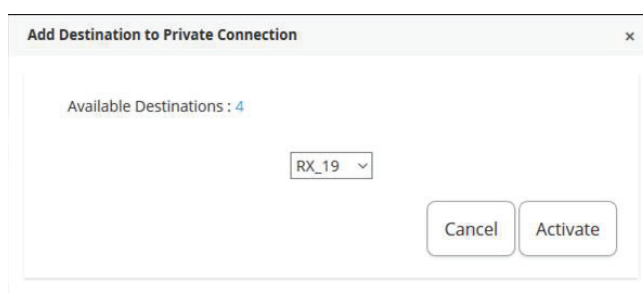 Add Destination to Private Connection ×
Available Destinations : 4
RX_19
Cancel Activate